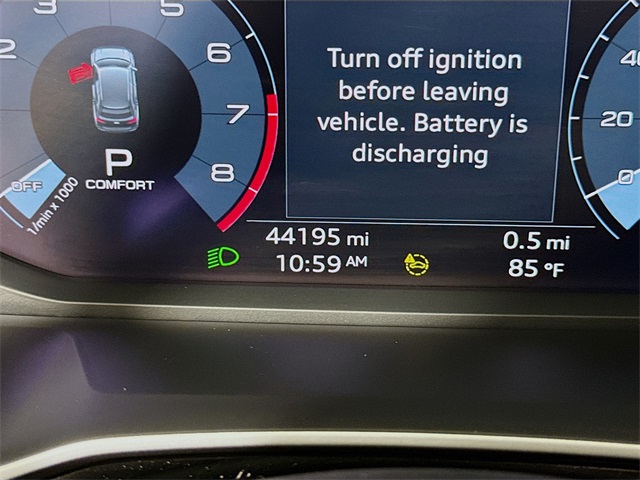 3
5
2
6
7
8
P
COMFORT
OFF
1/min x 1000
Turn off ignition
before leaving
vehicle. Battery is
discharging
40
20
0
44195 mi
0.5 mi
10:59 AM
85 °F